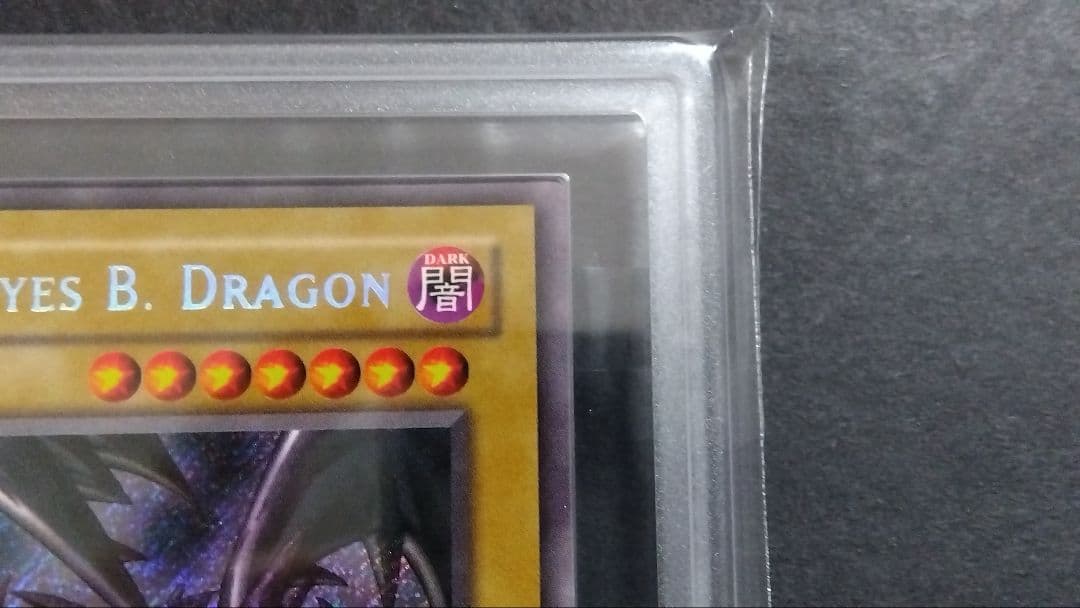 YES B. DRAGON
DARK
闇